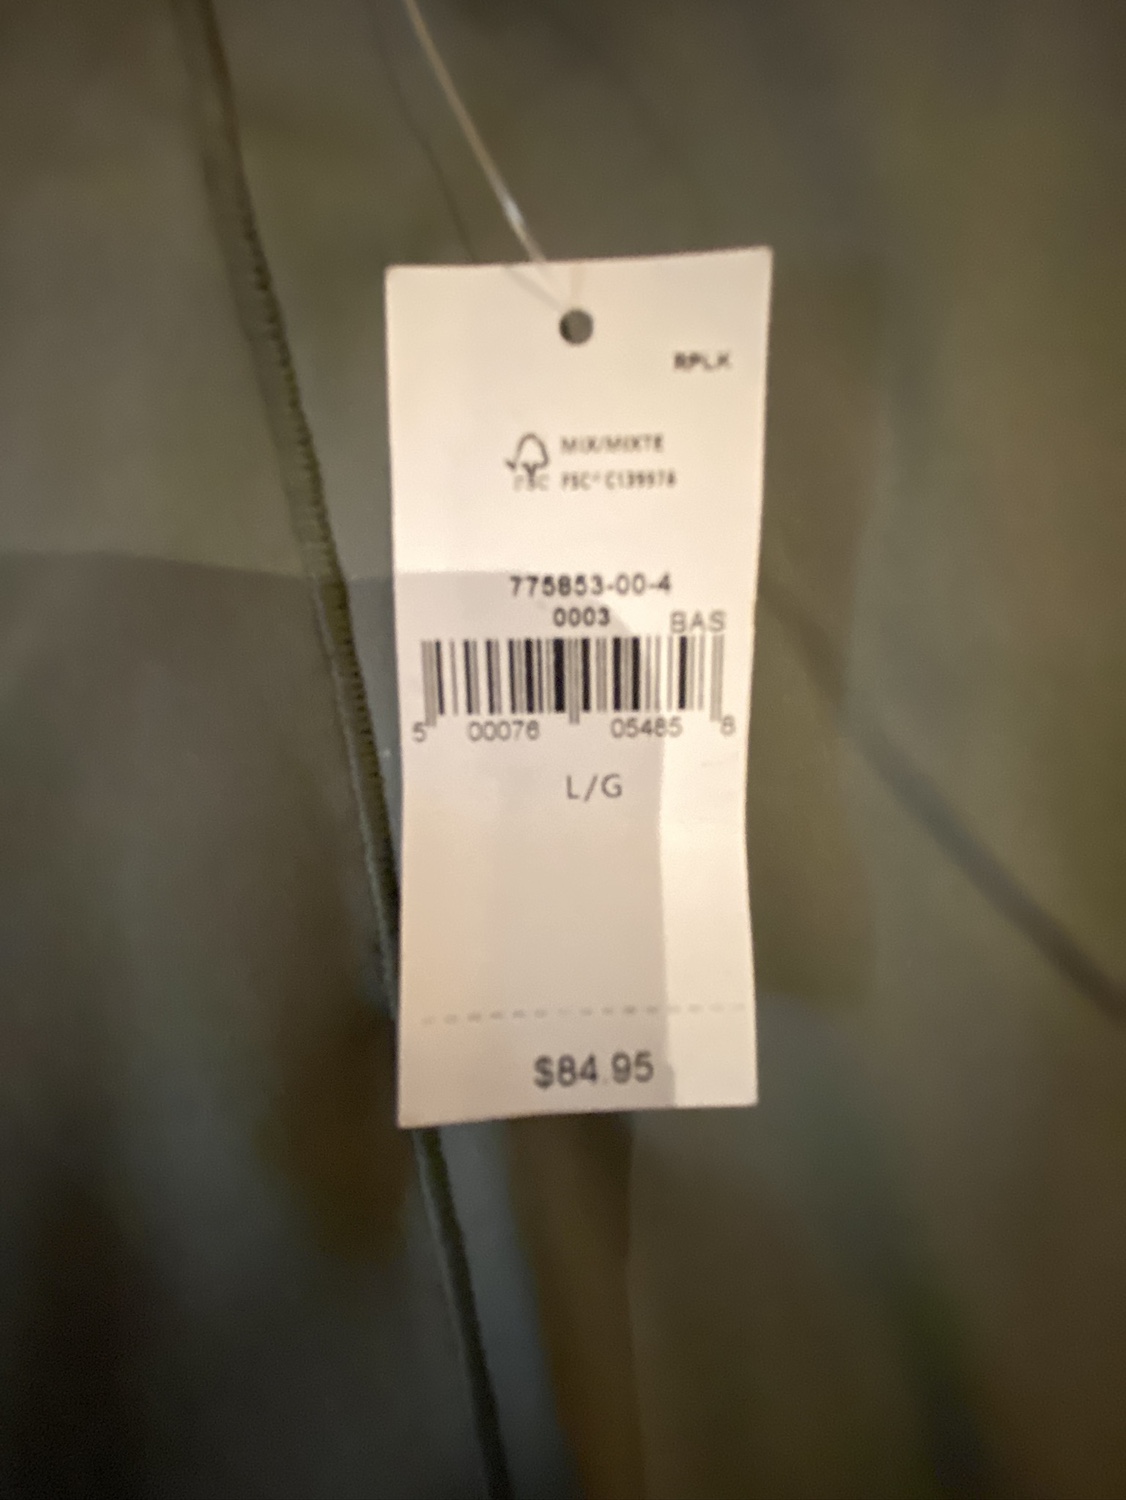 RPLK
MIX/MIXTE
FSC
FSC® C139978
775853-00-4
0003
BAS
5 00076 05485 8
L/G
$84.95